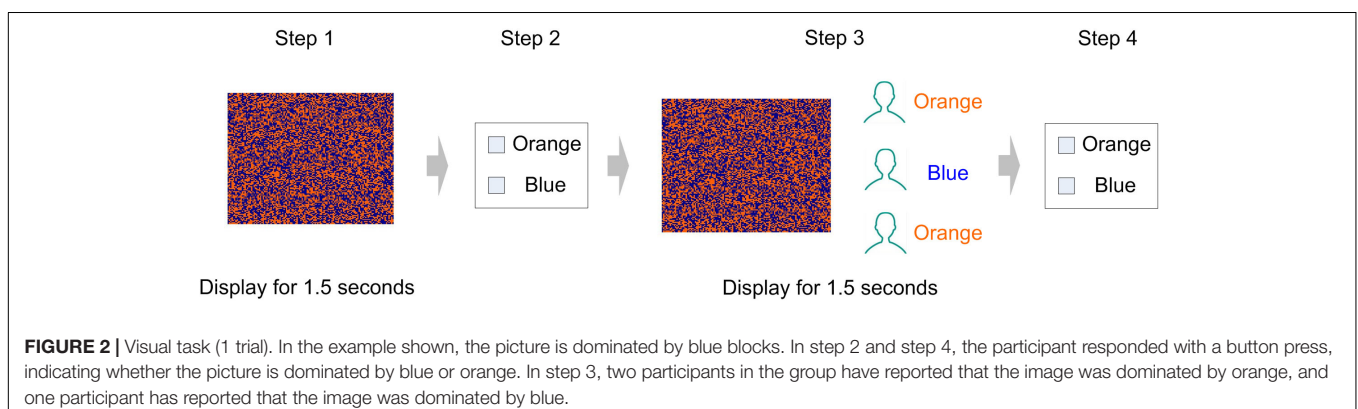 Step 1 Step 2 Step 3 Step 4
Orange
Orange Orange
Blue
Blue Blue
Orange
Display for 1.5 seconds Display for 1.5 seconds
FIGURE 2 | Visual task (1 trial). In the example shown, the picture is dominated by blue blocks. In step 2 and step 4, the participant responded with a button press,
indicating whether the picture is dominated by blue or orange. In step 3, two participants in the group have reported that the image was dominated by orange, and
one participant has reported that the image was dominated by blue.